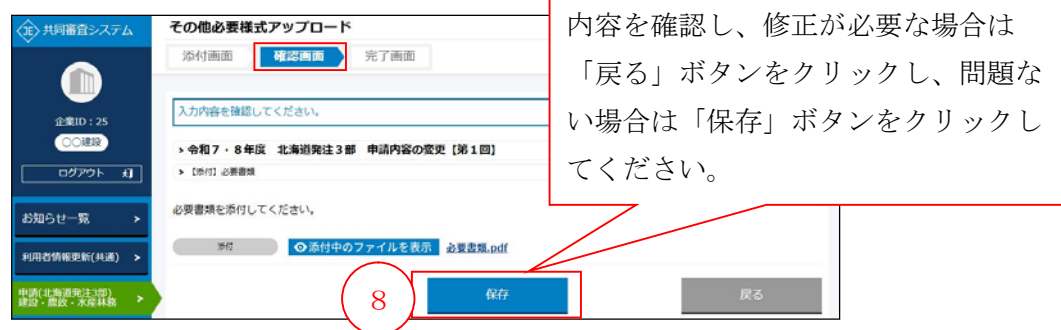 共同審査システム
企業ID:25
〇〇建設
ログアウト
お知らせ一覧 >
利用者情報更新(共通) >
申請(北海道発注3部)
建設・農政・水産林務 >
その他必要様式アップロード
添付画面 確認画面 完了画面
入力内容を確認してください。
> 令和7・8年度 北海道発注3部 申請内容の変更【第1回】
> 【添付】必要書類
必要書類を添付してください。
添付 添付中のファイルを表示 必要書類.pdf
8 保存 戻る
内容を確認し、修正が必要な場合は
「戻る」ボタンをクリックし、問題な
い場合は「保存」ボタンをクリックし
てください。